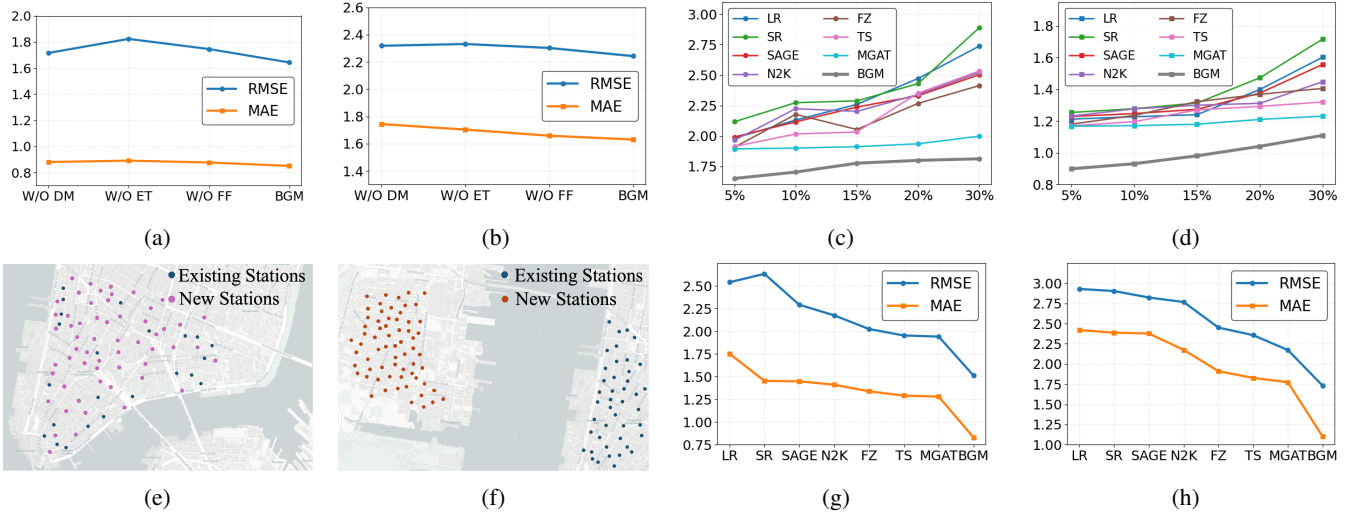 2.0
1.8
1.6
1.4
1.2
1.0
0.8
RMSE
MAE
W/O DM W/O ET W/O FF BGM
(a)
2.6
2.4
2.2
2.0
1.8
1.6
1.4
RMSE
MAE
W/O DM W/O ET W/O FF BGM
(b)
3.00
2.75
2.50
2.25
2.00
1.75
LR FZ
SR TS
SAGE MGAT
N2K BGM
5% 10% 15% 20% 30%
(c)
1.8
1.6
1.4
1.2
1.0
0.8
LR FZ
SR TS
SAGE MGAT
N2K BGM
5% 10% 15% 20% 30%
(d)
Existing Stations
New Stations
(e)
Existing Stations
New Stations
(f)
2.50
2.25
2.00
1.75
1.50
1.25
1.00
0.75
RMSE
MAE
LR SR SAGE N2K FZ TS MGAT BGM
(g)
3.00
2.75
2.50
2.25
2.00
1.75
1.50
1.25
1.00
RMSE
MAE
LR SR SAGE N2K FZ TS MGAT BGM
(h)